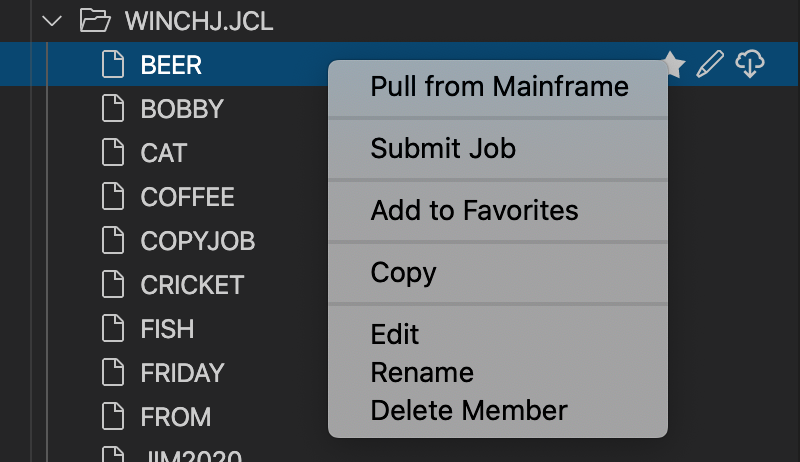 WINCHJ.JCL
BEER
BOBBY
CAT
COFFEE
COPYJOB
CRICKET
FISH
FRIDAY
FROM
JIM2020
Pull from Mainframe
Submit Job
Add to Favorites
Copy
Edit
Rename
Delete Member